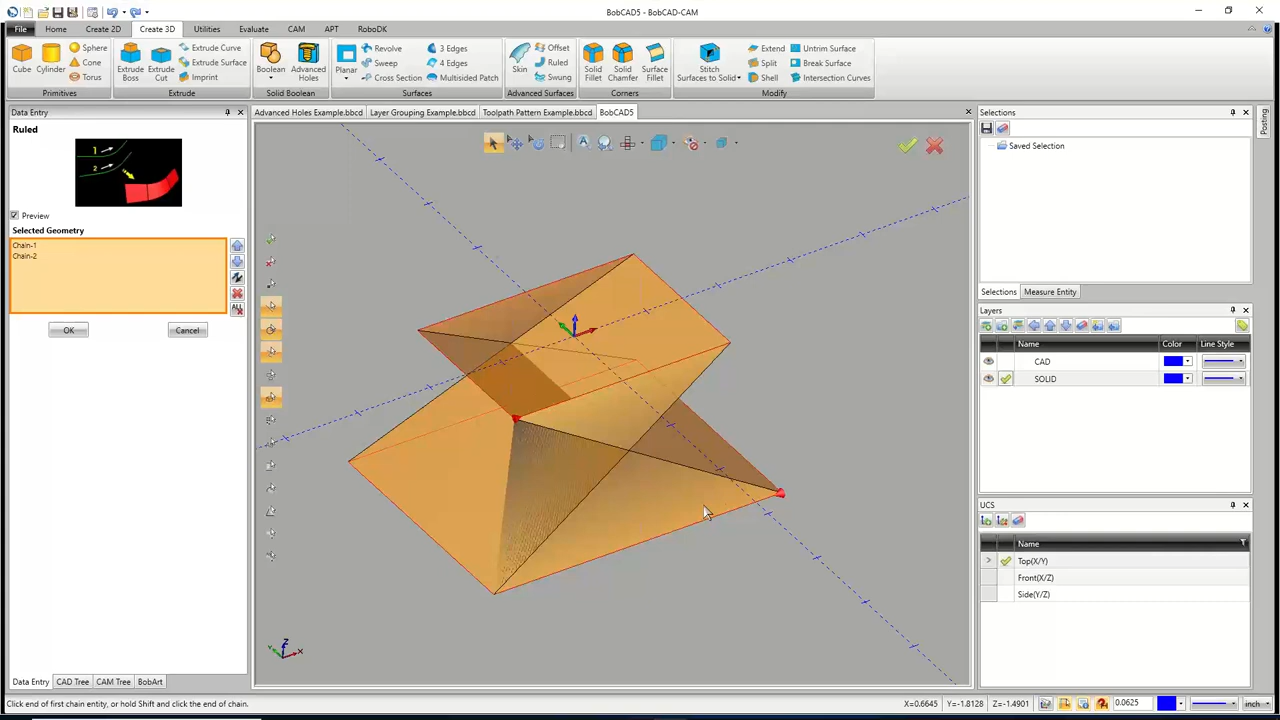 BobCAD5 - BobCAD-CAM
File Home Create 2D Create 3D Utilities Evaluate CAM APT RoboDK
Cube Cylinder Sphere Cone Torus
Primitives
Extrude Boss Extrude Cut Extrude Curve Extrude Surface Imprint
Extrude
Boolean Advanced Holes
Solid Boolean
Planar Revolve Sweep Cross Section 3 Edges 4 Edges Multisided Patch
Surfaces
Skin Offset Ruled Swung
Advanced Surfaces
Solid Fillet Solid Chamfer Surface Fillet
Corners
Stitch Surfaces to Solid Extend Split Shell Untrim Surface Break Surface Intersection Curves
Modify
Data Entry
Advanced Holes Example.bbcd Layer Grouping Example.bbcd Toolpath Pattern Example.bbcd BobCAD5
Selections
Posting
Ruled
1
2
Preview
Selected Geometry
Chain-1
Chain-2
OK Cancel
Saved Selection
Selections Measure Entity
Layers
Name Color Line Style
CAD
SOLID
UCS
Name
Top(X/Y)
Front(X/Z)
Side(Y/Z)
Z
Y X
Data Entry CAD Tree CAM Tree BobArt
Click end of first chain entity, or hold Shift and click the end of chain.
X=0.6645 Y=-1.8128 Z=-1.4901 0.0625 inch